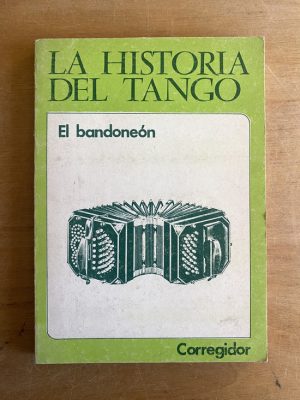 LA HISTORIA
DEL TANGO
El bandoneón
Corregidor